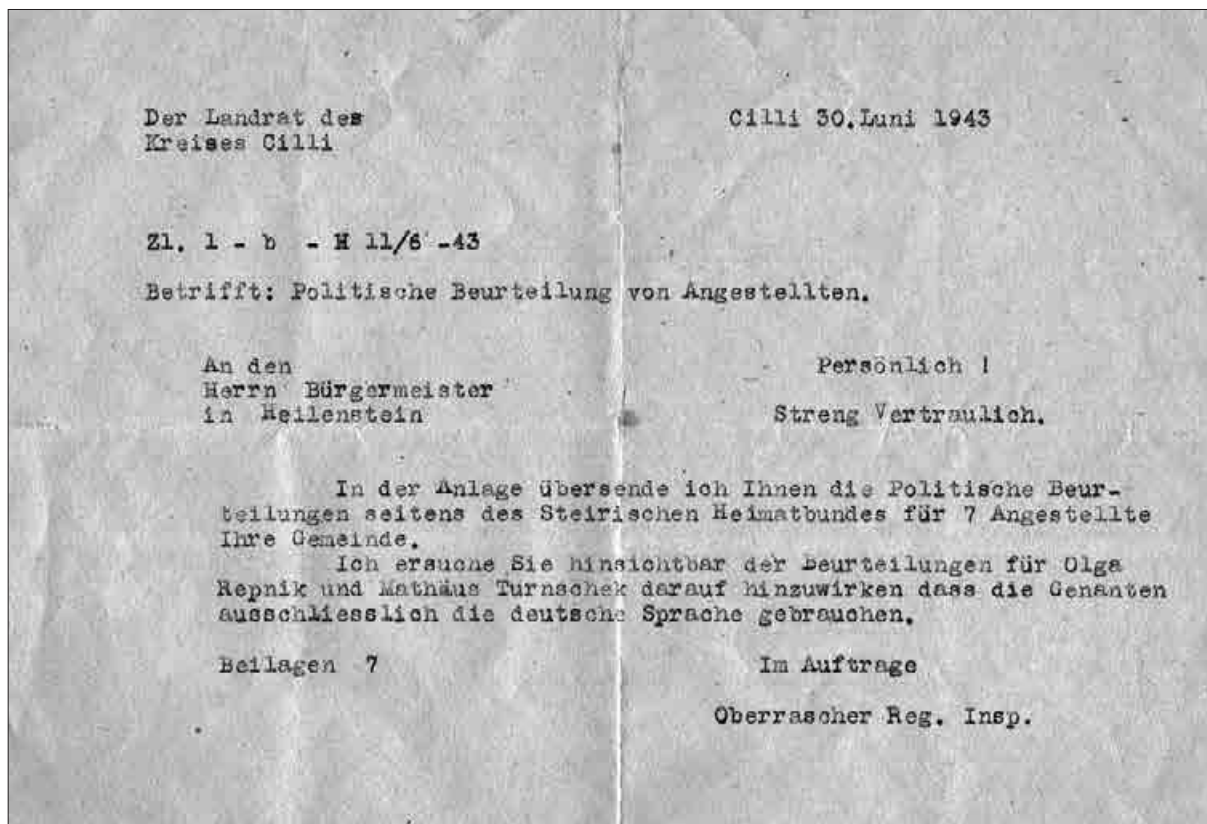 Der Landrat des
Kreises Cilli
Cilli 30.Luni 1943
Zl. l - b - H 11/6 -43
Betrifft: Politische Beurteilung von Angestellten.
An den
Herrn Bürgermeister
in Heilenstein
Persönlich !
Streng Vertraulich.
In der Anlage übersende ich Ihnen die Politische Beur-
teilungen seitens des Steirischen Heimatbundes für 7 Angestellte
Ihre Gemeinde.
Ich ersuche Sie hinsichtbar der Beurteilungen für Olga
Repnik und Mathäus Turnschek darauf hinzuwirken dass die Genanten
ausschliesslich die deutsche Sprache gebrauchen.
Beilagen 7
Im Auftrage
Oberrascher Reg. Insp.